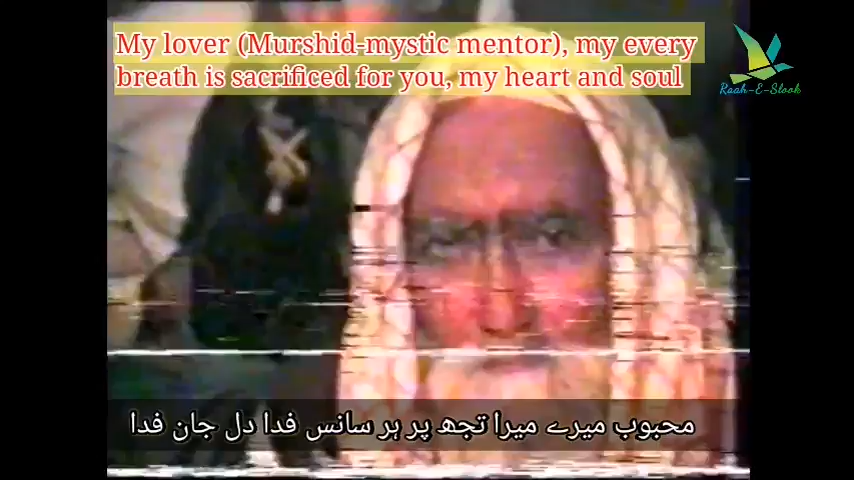 My lover (Murshid-mystic mentor), my every
breath is sacrificed for you, my heart and soul
Raah-E-Slook
محبوب میرے میرا تجھ پر ہر سانس فدا دل جان فدا